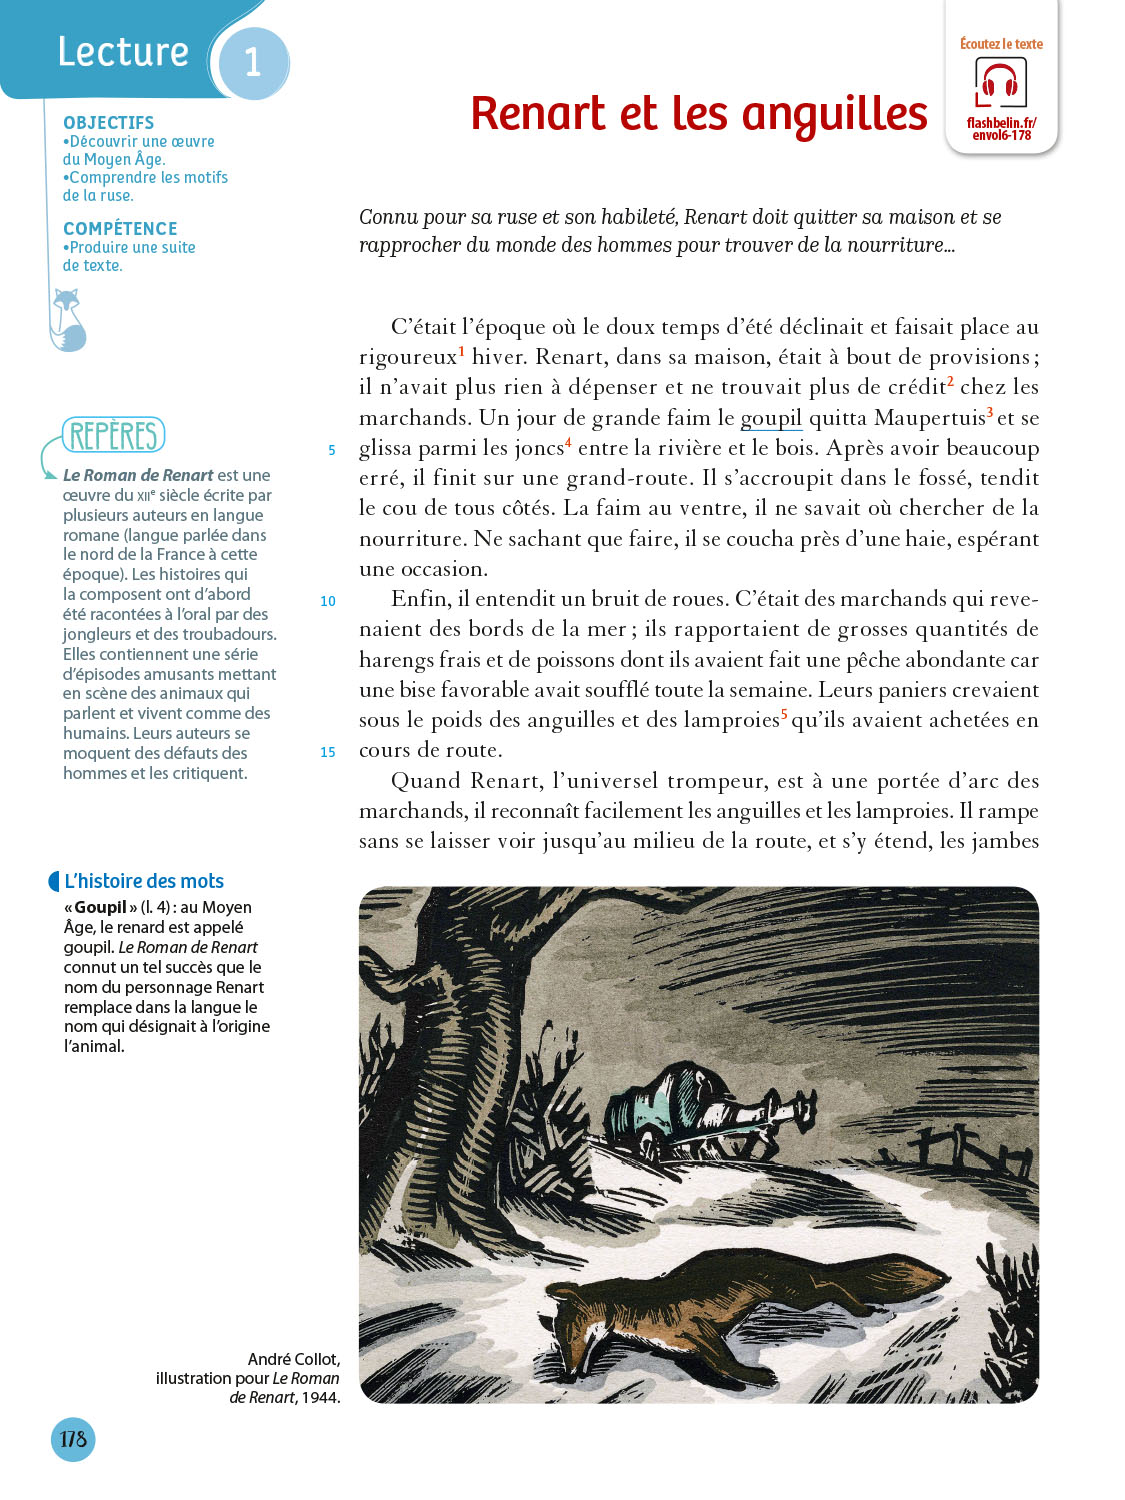 Lecture
1
Écoutez le texte
flashbelin.fr/
envol6-178
Renart et les anguilles
OBJECTIFS
•Découvrir une œuvre
du Moyen Âge.
•Comprendre les motifs
de la ruse.
COMPÉTENCE
•Produire une suite
de texte.
Connu pour sa ruse et son habileté, Renart doit quitter sa maison et se
rapprocher du monde des hommes pour trouver de la nourriture…
C’était l’époque où le doux temps d’été déclinait et faisait place au
rigoureux1 hiver. Renart, dans sa maison, était à bout de provisions ;
il n’avait plus rien à dépenser et ne trouvait plus de crédit2 chez les
marchands. Un jour de grande faim le goupil quitta Maupertuis3 et se
5 glissa parmi les joncs4 entre la rivière et le bois. Après avoir beaucoup
erré, il finit sur une grand-route. Il s’accroupit dans le fossé, tendit
le cou de tous côtés. La faim au ventre, il ne savait où chercher de la
nourriture. Ne sachant que faire, il se coucha près d’une haie, espérant
une occasion.
10 Enfin, il entendit un bruit de roues. C’était des marchands qui reve-
naient des bords de la mer ; ils rapportaient de grosses quantités de
harengs frais et de poissons dont ils avaient fait une pêche abondante car
une bise favorable avait soufflé toute la semaine. Leurs paniers crevaient
sous le poids des anguilles et des lamproies5 qu’ils avaient achetées en
15 cours de route.
Quand Renart, l’universel trompeur, est à une portée d’arc des
marchands, il reconnaît facilement les anguilles et les lamproies. Il rampe
sans se laisser voir jusqu’au milieu de la route, et s’y étend, les jambes
REPÈRES
Le Roman de Renart est une
œuvre du XIIe siècle écrite par
plusieurs auteurs en langue
romane (langue parlée dans
le nord de la France à cette
époque). Les histoires qui
la composent ont d’abord
été racontées à l’oral par des
jongleurs et des troubadours.
Elles contiennent une série
d’épisodes amusants mettant
en scène des animaux qui
parlent et vivent comme des
humains. Leurs auteurs se
moquent des défauts des
hommes et les critiquent.
L’histoire des mots
« Goupil » (l. 4) : au Moyen
Âge, le renard est appelé
goupil. Le Roman de Renart
connut un tel succès que le
nom du personnage Renart
remplace dans la langue le
nom qui désignait à l’origine
l’animal.
André Collot,
illustration pour Le Roman
de Renart, 1944.
178